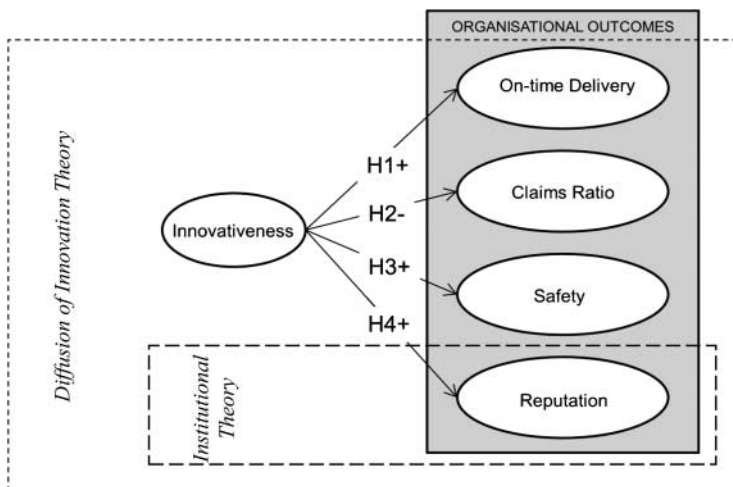 ORGANISATIONAL OUTCOMES
On-time Delivery
H1+
Claims Ratio
H2-
Innovativeness
H3+
Safety
H4+
Reputation
Diffusion of Innovation Theory
Institutional
Theory